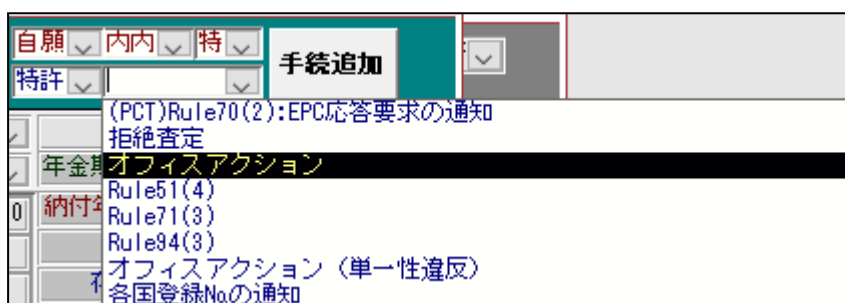 自願 内内 特 手続追加
特許
(PCT)Rule70(2):EPC応答要求の通知
拒絶査定
年金期 オフィスアクション
Rule51(4)
0 納付年 Rule71(3)
Rule94(3)
オフィスアクション（単一性違反）
各国登録Noの通知